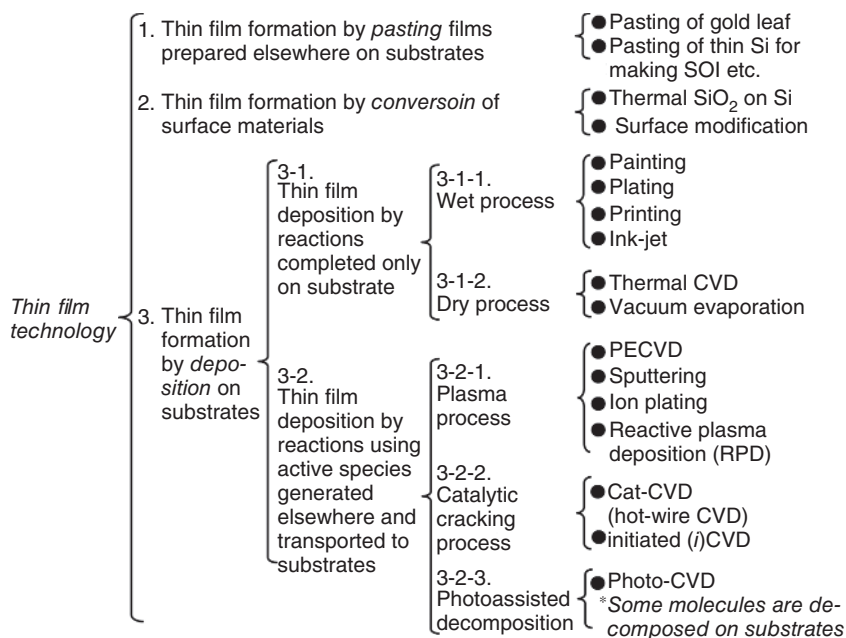 Thin film
technology
1. Thin film formation by pasting films
prepared elsewhere on substrates
● Pasting of gold leaf
● Pasting of thin Si for
making SOI etc.
2. Thin film formation by conversoin of
surface materials
● Thermal SiO₂ on Si
● Surface modification
3. Thin film
formation
by depo-
sition on
substrates
3-1.
Thin film
deposition by
reactions
completed only
on substrate
3-1-1.
Wet process
● Painting
● Plating
● Printing
● Ink-jet
3-1-2.
Dry process
● Thermal CVD
● Vacuum evaporation
3-2.
Thin film
deposition by
reactions using
active species
generated
elsewhere and
transported to
substrates
3-2-1.
Plasma
process
● PECVD
● Sputtering
● Ion plating
● Reactive plasma
deposition (RPD)
3-2-2.
Catalytic
cracking
process
● Cat-CVD
(hot-wire CVD)
● initiated (i)CVD
3-2-3.
Photoassisted
decomposition
● Photo-CVD
*Some molecules are de-
composed on substrates